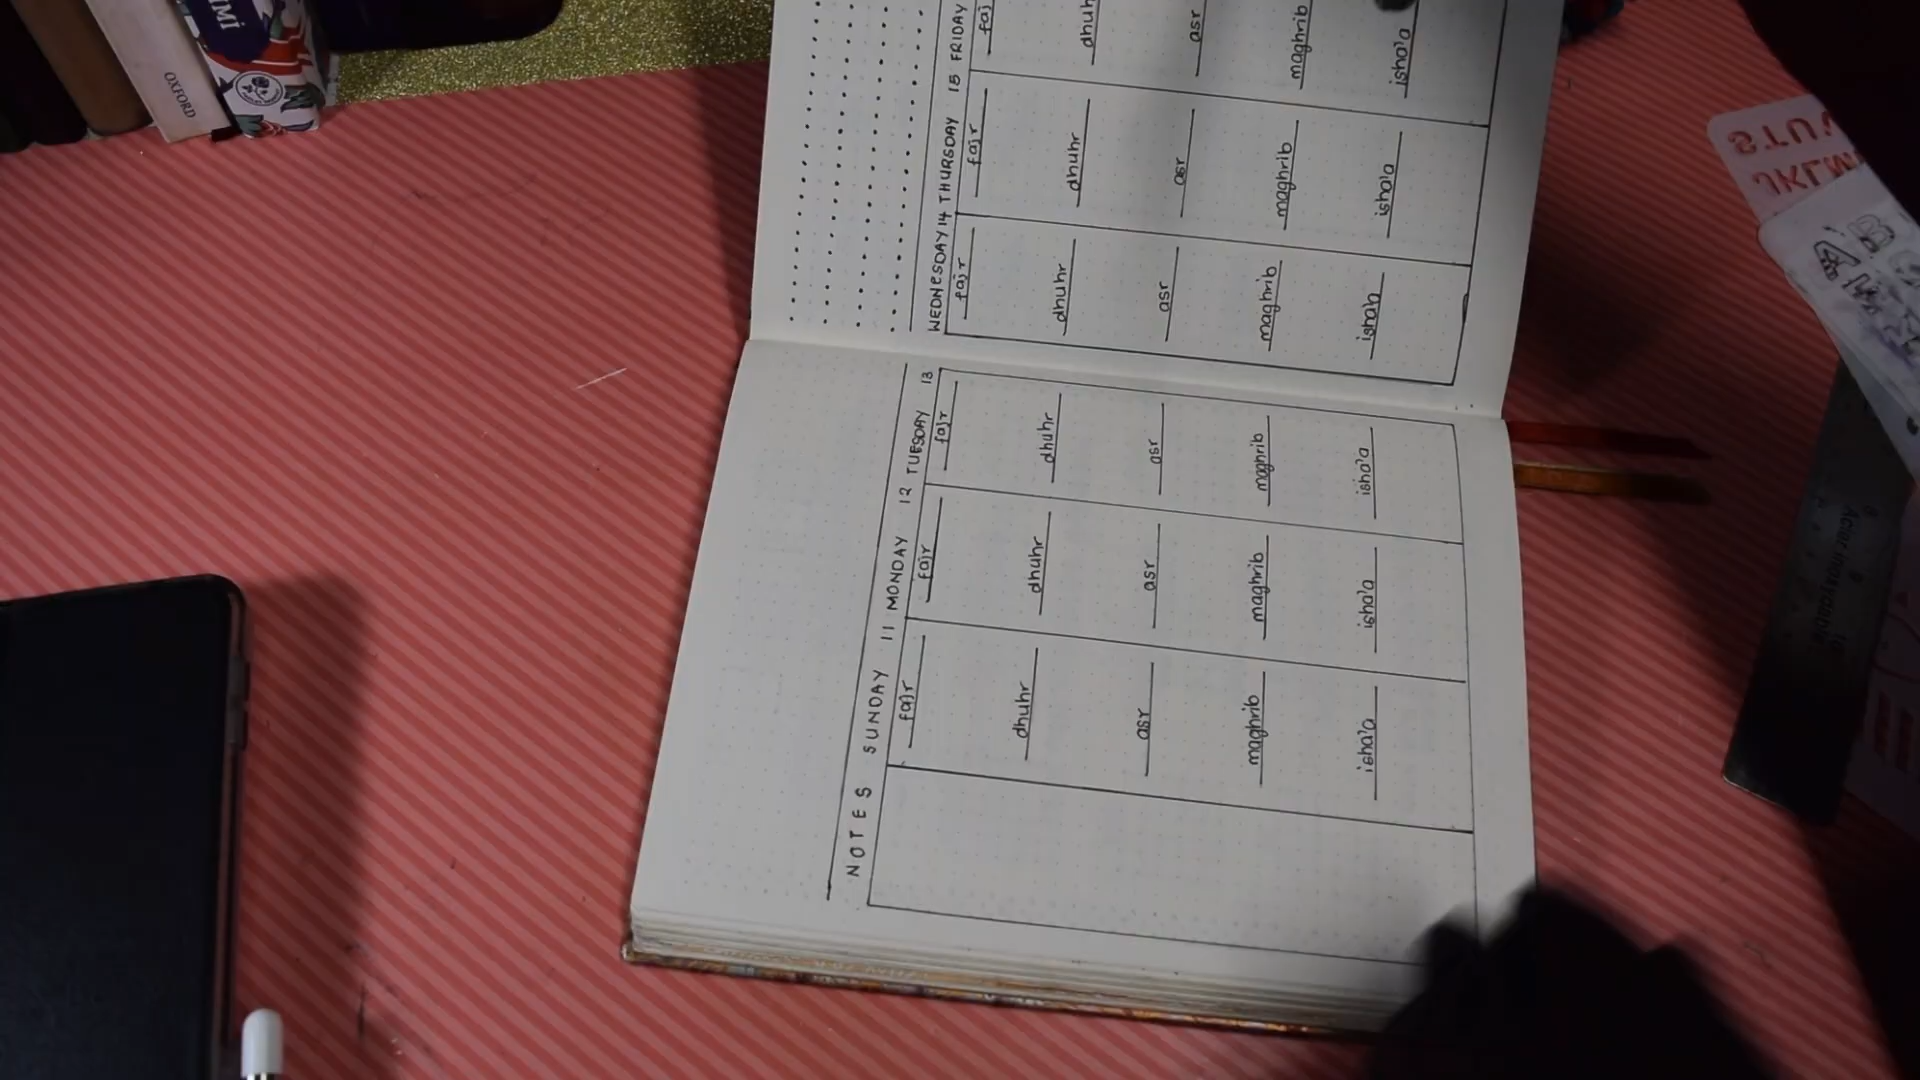 NOTES SUNDAY 11 MONDAY 12 TUESDAY 13
fajr fajr fajr
dhuhr dhuhr dhuhr
asr asr asr
maghrib maghrib maghrib
isha'a isha'a isha'a
WEDNeSDAY 14 THURSDAY 15 FRIDAY
fajr fajr faj
dhuhr dhuhr dhuhr
asr asr asr
maghrib maghrib maghrib
ishah isha'a isha'a
OXFORD
A B